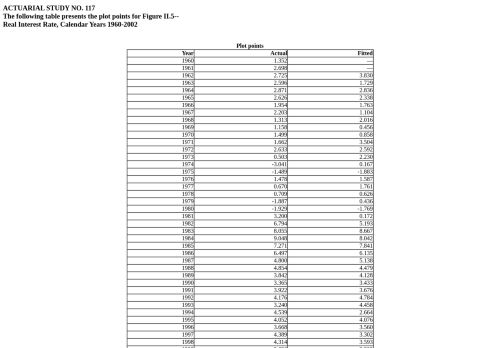 ACTUARIAL STUDY NO. 117
The following table presents the plot points for Figure II.5--
Real Interest Rate, Calendar Years 1960-2002
Plot points
Year Actual Fitted
1960 1.352 ---
1961 2.698 ---
1962 2.725 3.830
1963 2.596 1.729
1964 2.871 2.836
1965 2.626 2.338
1966 1.954 1.763
1967 2.203 1.104
1968 1.313 2.016
1969 1.158 0.456
1970 1.499 0.858
1971 1.662 3.504
1972 2.633 2.592
1973 0.503 2.230
1974 -3.041 0.167
1975 -1.489 -1.883
1976 1.478 1.587
1977 0.670 1.761
1978 0.709 0.626
1979 -1.887 0.436
1980 -1.929 -1.769
1981 3.200 0.172
1982 6.794 5.193
1983 8.055 8.667
1984 9.048 8.042
1985 7.271 7.841
1986 6.497 6.135
1987 4.800 5.138
1988 4.854 4.479
1989 3.842 4.128
1990 3.365 3.433
1991 3.922 3.676
1992 4.176 4.784
1993 3.240 4.458
1994 4.539 2.664
1995 4.052 4.076
1996 3.668 3.560
1997 4.389 3.302
1998 4.314 3.593